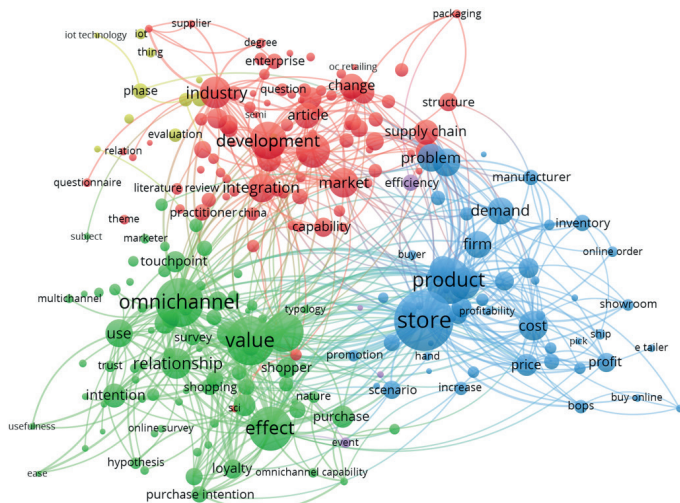 supplier
packaging
iot
iot technology
degree
thing
enterprise
oc retailing
phase
industry
question
change
structure
semi
article
evaluation
development
supply chain
relation
problem
questionnaire
literature review
integration
market
efficiency
manufacturer
practitioner
china
theme
capability
demand
inventory
subject
marketer
firm
buyer
online order
touchpoint
product
multichannel
omnichannel
typology
profitability
showroom
store
use
survey
value
cost
ship
pick
e tailer
trust
relationship
shopper
promotion
hand
price
profit
intention
shopping
nature
scenario
increase
bops
buy online
sci
purchase
usefulness
online survey
effect
event
hypothesis
loyalty
omnichannel capability
ease
purchase intention